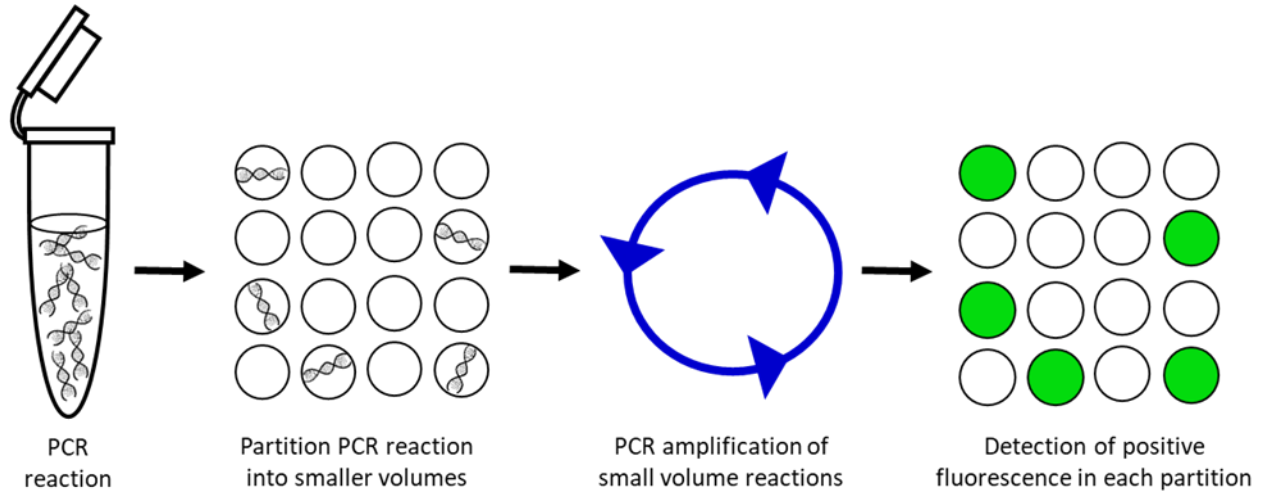 PCR
reaction
Partition PCR reaction
into smaller volumes
PCR amplification of
small volume reactions
Detection of positive
fluorescence in each partition